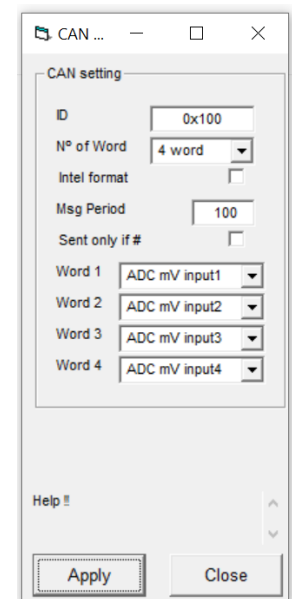 CAN ...
CAN setting
ID 0x100
Nº of Word 4 word
Intel format
Msg Period 100
Sent only if #
Word 1 ADC mV input1
Word 2 ADC mV input2
Word 3 ADC mV input3
Word 4 ADC mV input4
Help !!
Apply Close